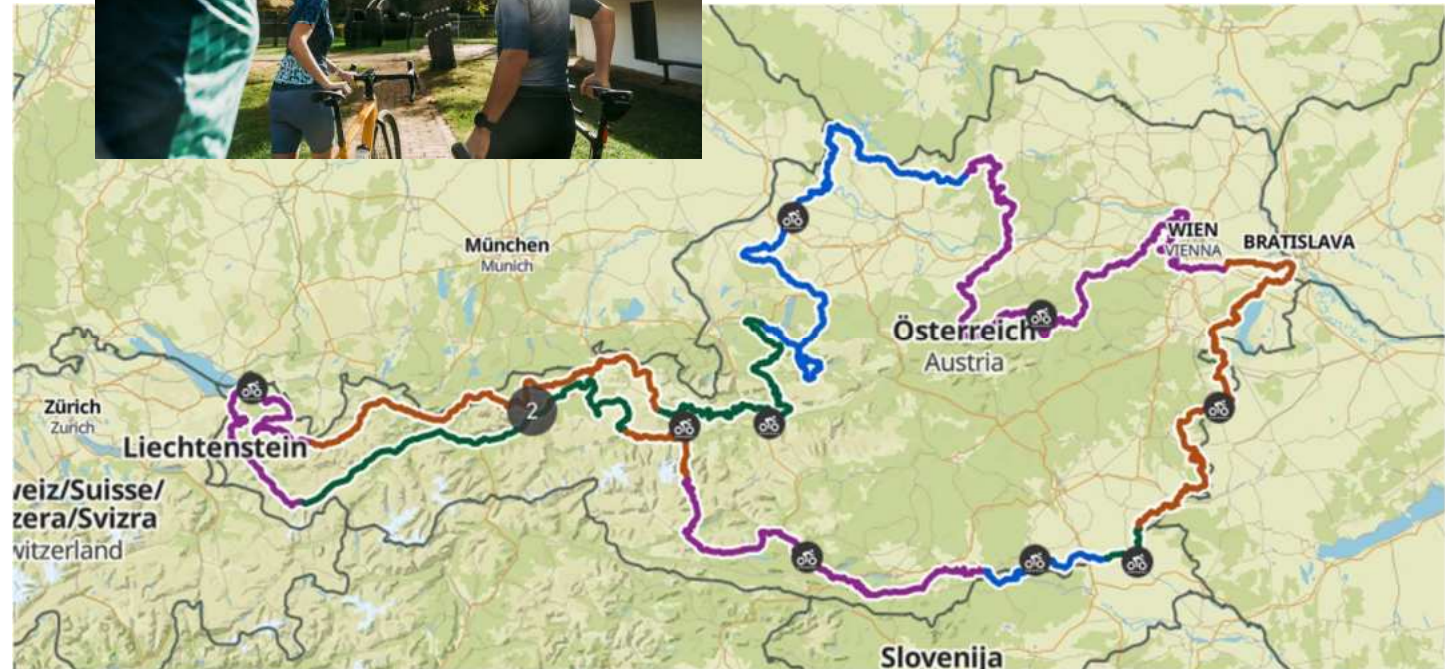 München
Munich
WIEN
VIENNA
BRATISLAVA
Österreich
Austria
Zürich
Zurich
Liechtenstein
2
weiz/Suisse/
zera/Svizra
witzerland
Slovenija